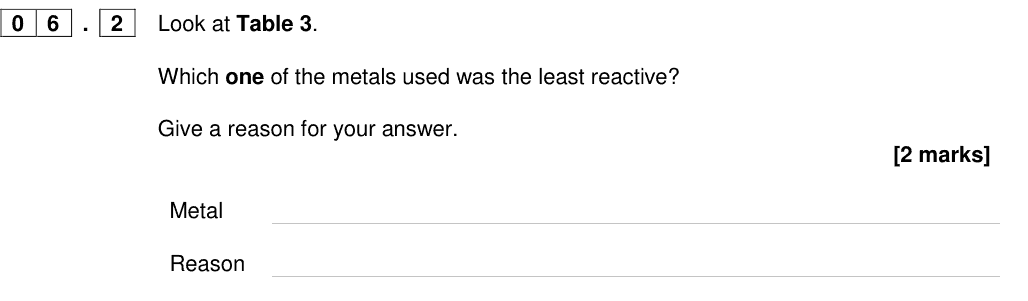 0 6 . 2 Look at Table 3.
Which one of the metals used was the least reactive?
Give a reason for your answer.
[2 marks]
Metal
Reason